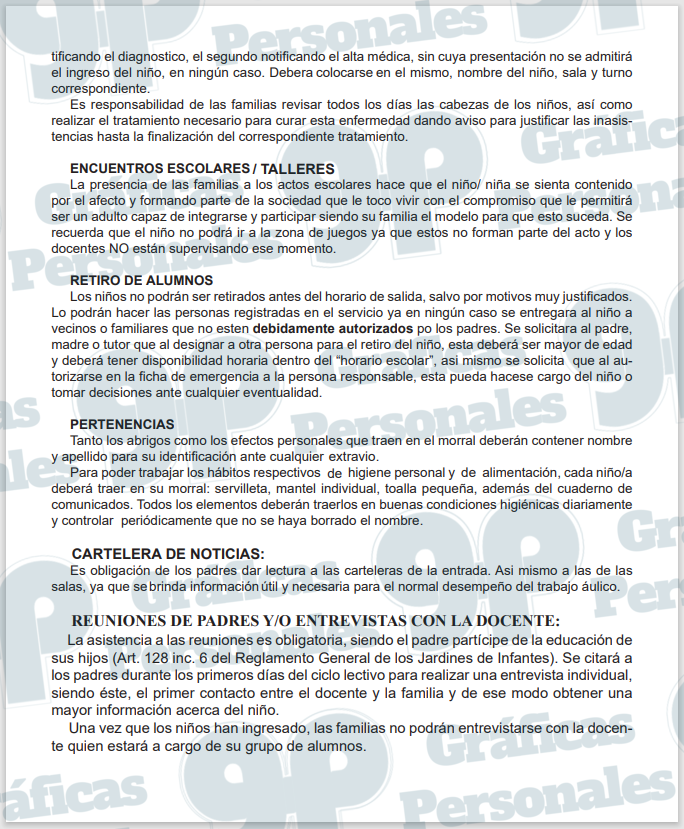 tificando el diagnostico, el segundo notificando el alta médica, sin cuya presentación no se admitirá
el ingreso del niño, en ningún caso. Debera colocarse en el mismo, nombre del niño, sala y turno
correspondiente.
Es responsabilidad de las familias revisar todos los días las cabezas de los niños, así como
realizar el tratamiento necesario para curar esta enfermedad dando aviso para justificar las inasis-
tencias hasta la finalización del correspondiente tratamiento.
ENCUENTROS ESCOLARES / TALLERES
La presencia de las familias a los actos escolares hace que el niño/ niña se sienta contenido
por el afecto y formando parte de la sociedad que le toco vivir con el compromiso que le permitirá
ser un adulto capaz de integrarse y participar siendo su familia el modelo para que esto suceda. Se
recuerda que el niño no podrá ir a la zona de juegos ya que estos no forman parte del acto y los
docentes NO están supervisando ese momento.
RETIRO DE ALUMNOS
Los niños no podrán ser retirados antes del horario de salida, salvo por motivos muy justificados.
Lo podrán hacer las personas registradas en el servicio ya en ningún caso se entregará al niño a
vecinos o familiares que no esten debidamente autorizados po los padres. Se solicitara al padre,
madre o tutor que al designar a otra persona para el retiro del niño, esta deberá ser mayor de edad
y deberá tener disponibilidad horaria dentro del “horario escolar”, asi mismo se solicita que al au-
torizarse en la ficha de emergencia a la persona responsable, esta pueda hacese cargo del niño o
tomar decisiones ante cualquier eventualidad.
PERTENENCIAS
Tanto los abrigos como los efectos personales que traen en el morral deberán contener nombre
y apellido para su identificación ante cualquier extravio.
Para poder trabajar los hábitos respectivos de higiene personal y de alimentación, cada niño/a
deberá traer en su morral: servilleta, mantel individual, toalla pequeña, además del cuaderno de
comunicados. Todos los elementos deberán traerlos en buenas condiciones higiénicas diariamente
y controlar periódicamente que no se haya borrado el nombre.
CARTELERA DE NOTICIAS:
Es obligación de los padres dar lectura a las carteleras de la entrada. Asi mismo a las de las
salas, ya que se brinda información útil y necesaria para el normal desempeño del trabajo áulico.
REUNIONES DE PADRES Y/O ENTREVISTAS CON LA DOCENTE:
La asistencia a las reuniones es obligatoria, siendo el padre partícipe de la educación de
sus hijos (Art. 128 inc. 6 del Reglamento General de los Jardines de Infantes). Se citará a
los padres durante los primeros días del ciclo lectivo para realizar una entrevista individual,
siendo éste, el primer contacto entre el docente y la familia y de ese modo obtener una
mayor información acerca del niño.
Una vez que los niños han ingresado, las familias no podrán entrevistarse con la docen-
te quien estará a cargo de su grupo de alumnos.